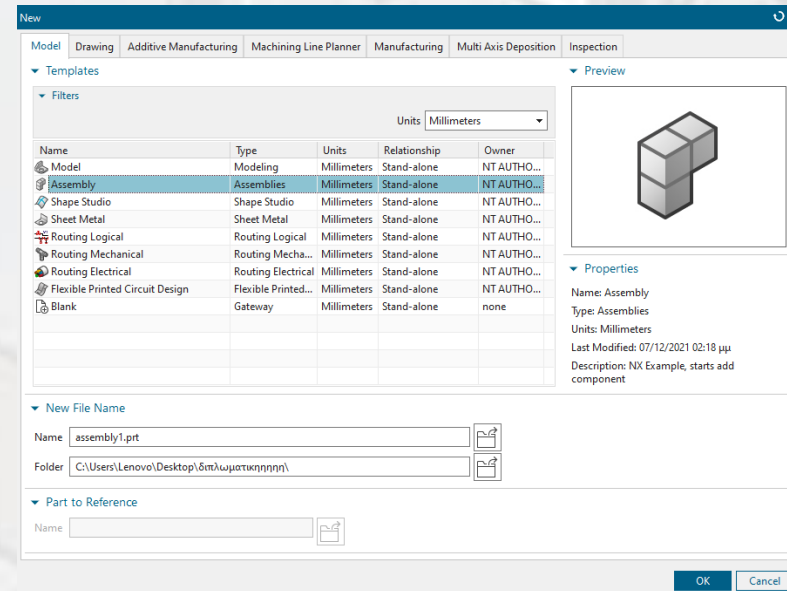 New
Model Drawing Additive Manufacturing Machining Line Planner Manufacturing Multi Axis Deposition Inspection
Templates
Filters
Units Millimeters
Name Type Units Relationship Owner
Model Modeling Millimeters Stand-alone NT AUTHO...
Assembly Assemblies Millimeters Stand-alone NT AUTHO...
Shape Studio Shape Studio Millimeters Stand-alone NT AUTHO...
Sheet Metal Sheet Metal Millimeters Stand-alone NT AUTHO...
Routing Logical Routing Logical Millimeters Stand-alone NT AUTHO...
Routing Mechanical Routing Mecha... Millimeters Stand-alone NT AUTHO...
Routing Electrical Routing Electrical Millimeters Stand-alone NT AUTHO...
Flexible Printed Circuit Design Flexible Printed... Millimeters Stand-alone NT AUTHO...
Blank Gateway Millimeters Stand-alone none
Preview
Properties
Name: Assembly
Type: Assemblies
Units: Millimeters
Last Modified: 07/12/2021 02:18 μμ
Description: NX Example, starts add
component
New File Name
Name assembly1.prt
Folder C:\Users\Lenovo\Desktop\διπλωματικηηηηη\
Part to Reference
Name
OK Cancel